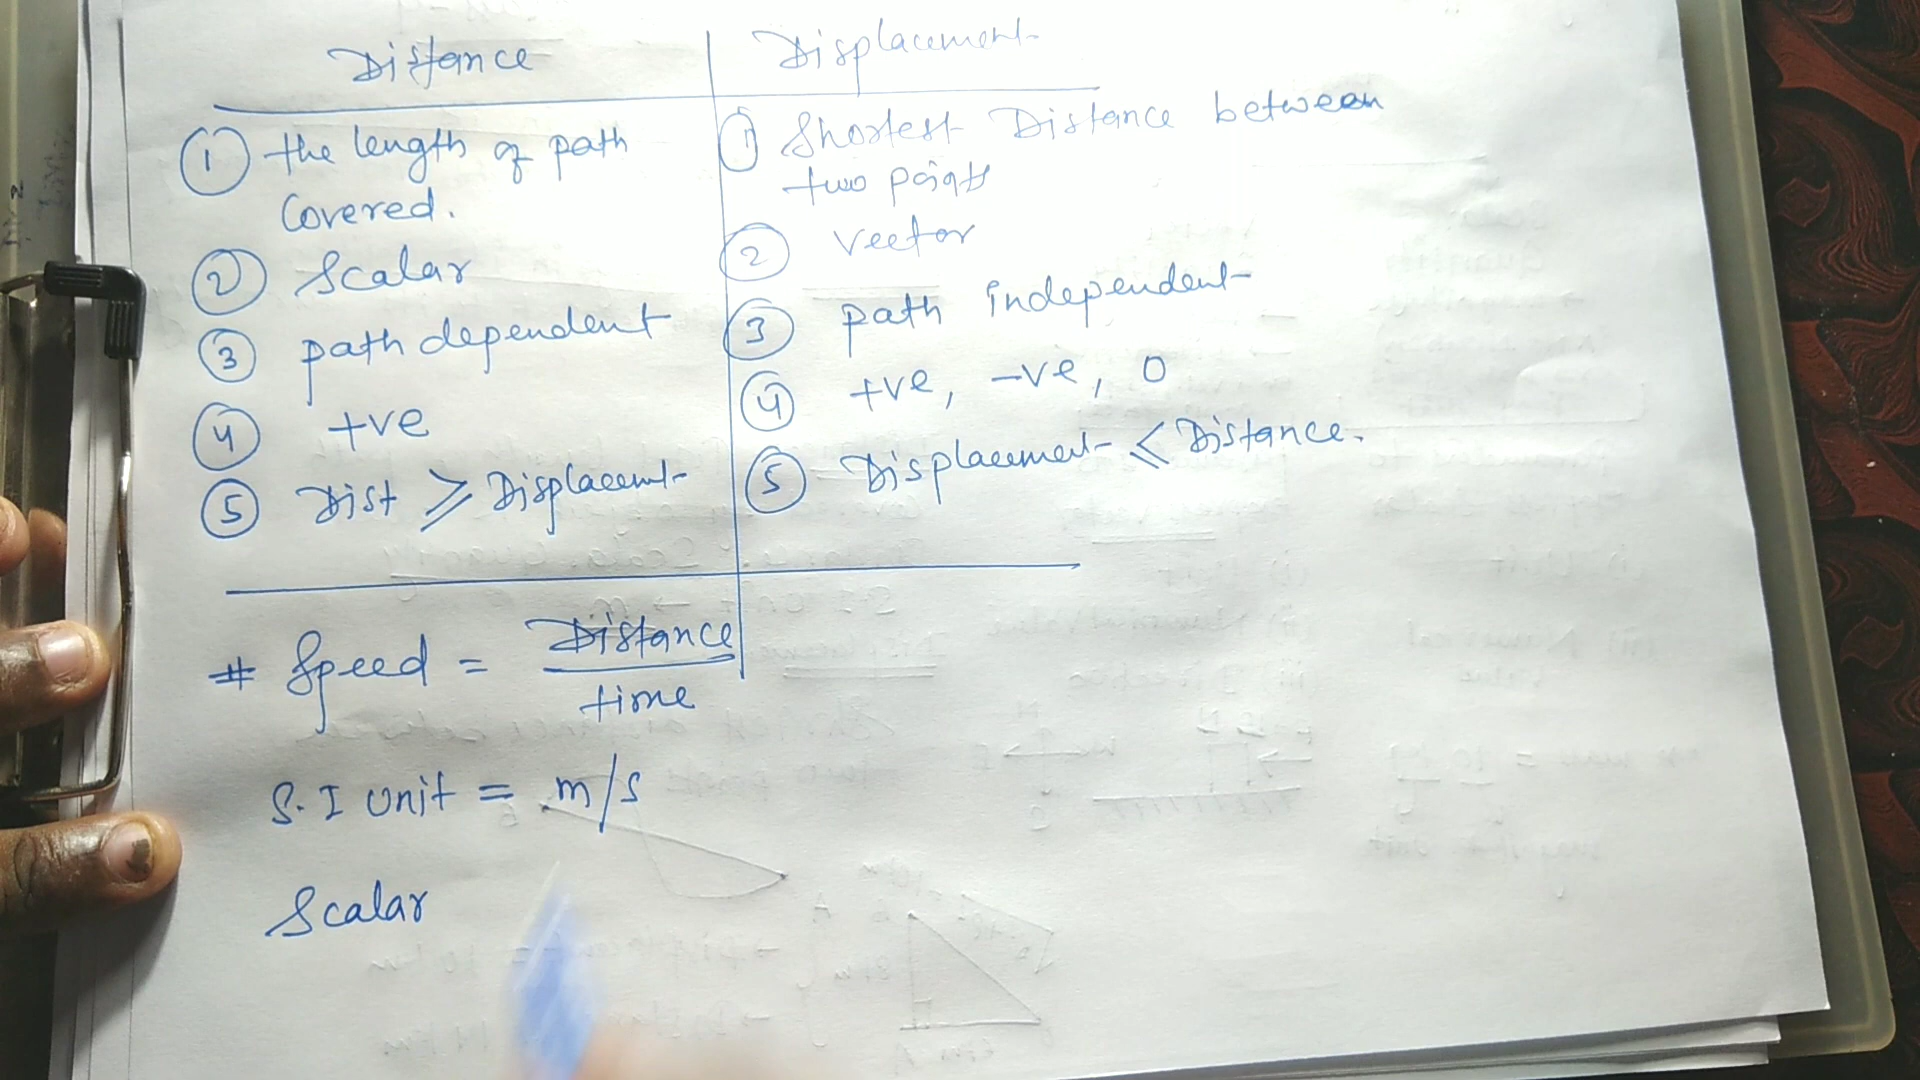 Distance
Displacement
① the length of path
Covered.
② Scalar
③ path dependent
④ +ve
⑤ Dist ⩾ Displacemt
① Shortest Distance between
two points
② Vector
③ path independent
④ +ve, -ve, 0
⑤ Displacement ⩽ Distance.
# Speed = Distance
time
S.I unit = m/s
Scalar